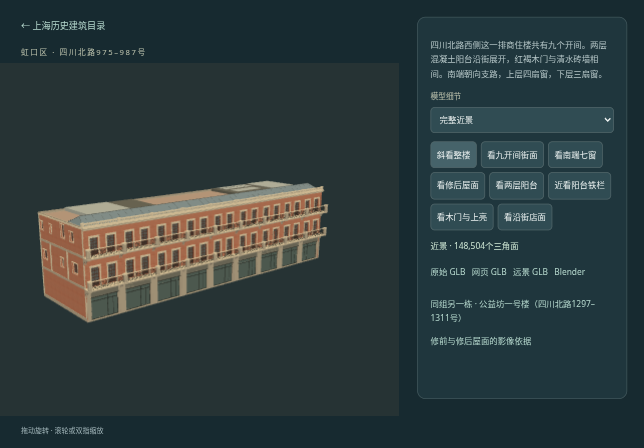 ← 上海历史建筑目录
虹口区 · 四川北路975–987号
四川北路西侧这一排商住楼共有九个开间。两层
混凝土阳台沿街展开，红褐木门与清水砖墙相
间。南端朝向支路，上层四扇窗，下层三扇窗。
模型细节
完整近景
斜看整楼 看九开间街面 看南端七窗
看修后屋面 看两层阳台 近看阳台铁栏
看木门与上亮 看沿街店面
近景 · 148,504个三角面
原始 GLB 网页 GLB 远景 GLB Blender
同组另一栋 · 公益坊一号楼（四川北路1297–
1311号）
修前与修后屋面的影像依据
拖动旋转 · 滚轮或双指缩放